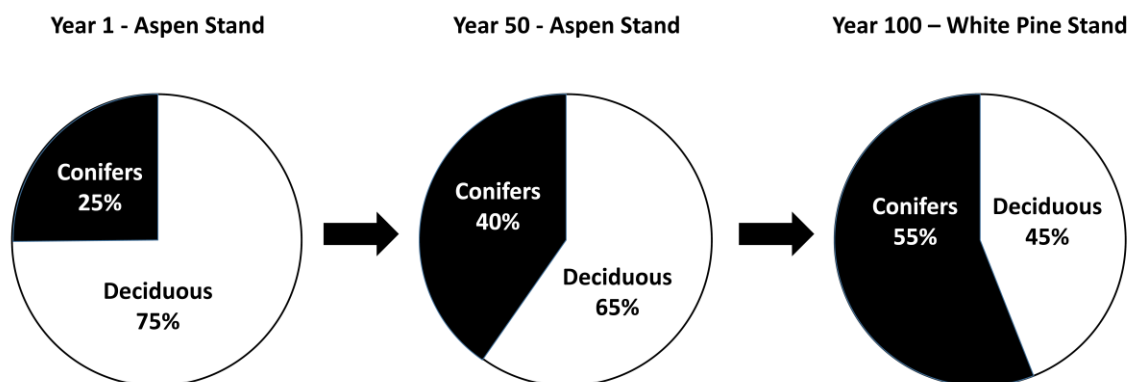 Year 1 - Aspen Stand
Year 50 - Aspen Stand
Year 100 – White Pine Stand
Conifers
25%
Deciduous
75%
Conifers
40%
Deciduous
65%
Conifers
55%
Deciduous
45%